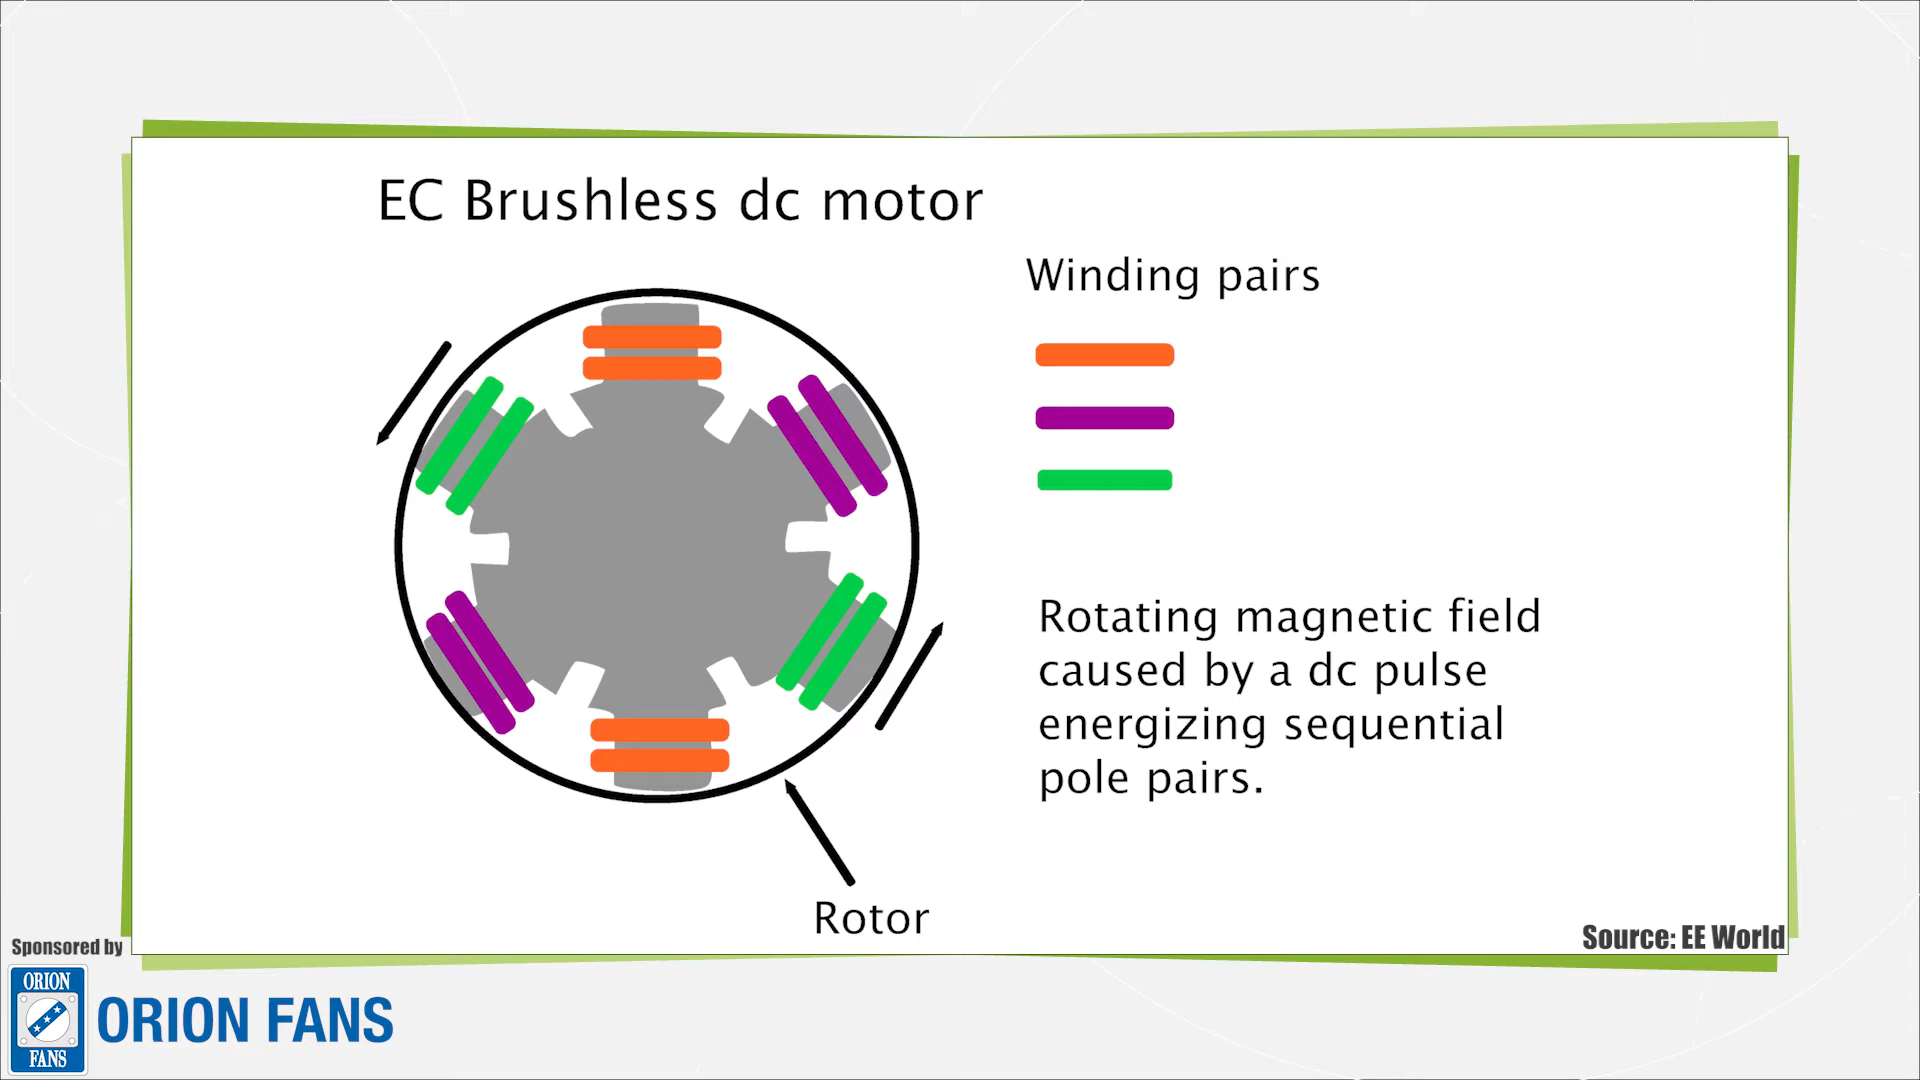 EC Brushless dc motor
Winding pairs
Rotating magnetic field
caused by a dc pulse
energizing sequential
pole pairs.
Rotor
Source: EE World
Sponsored by
ORION
FANS
ORION FANS